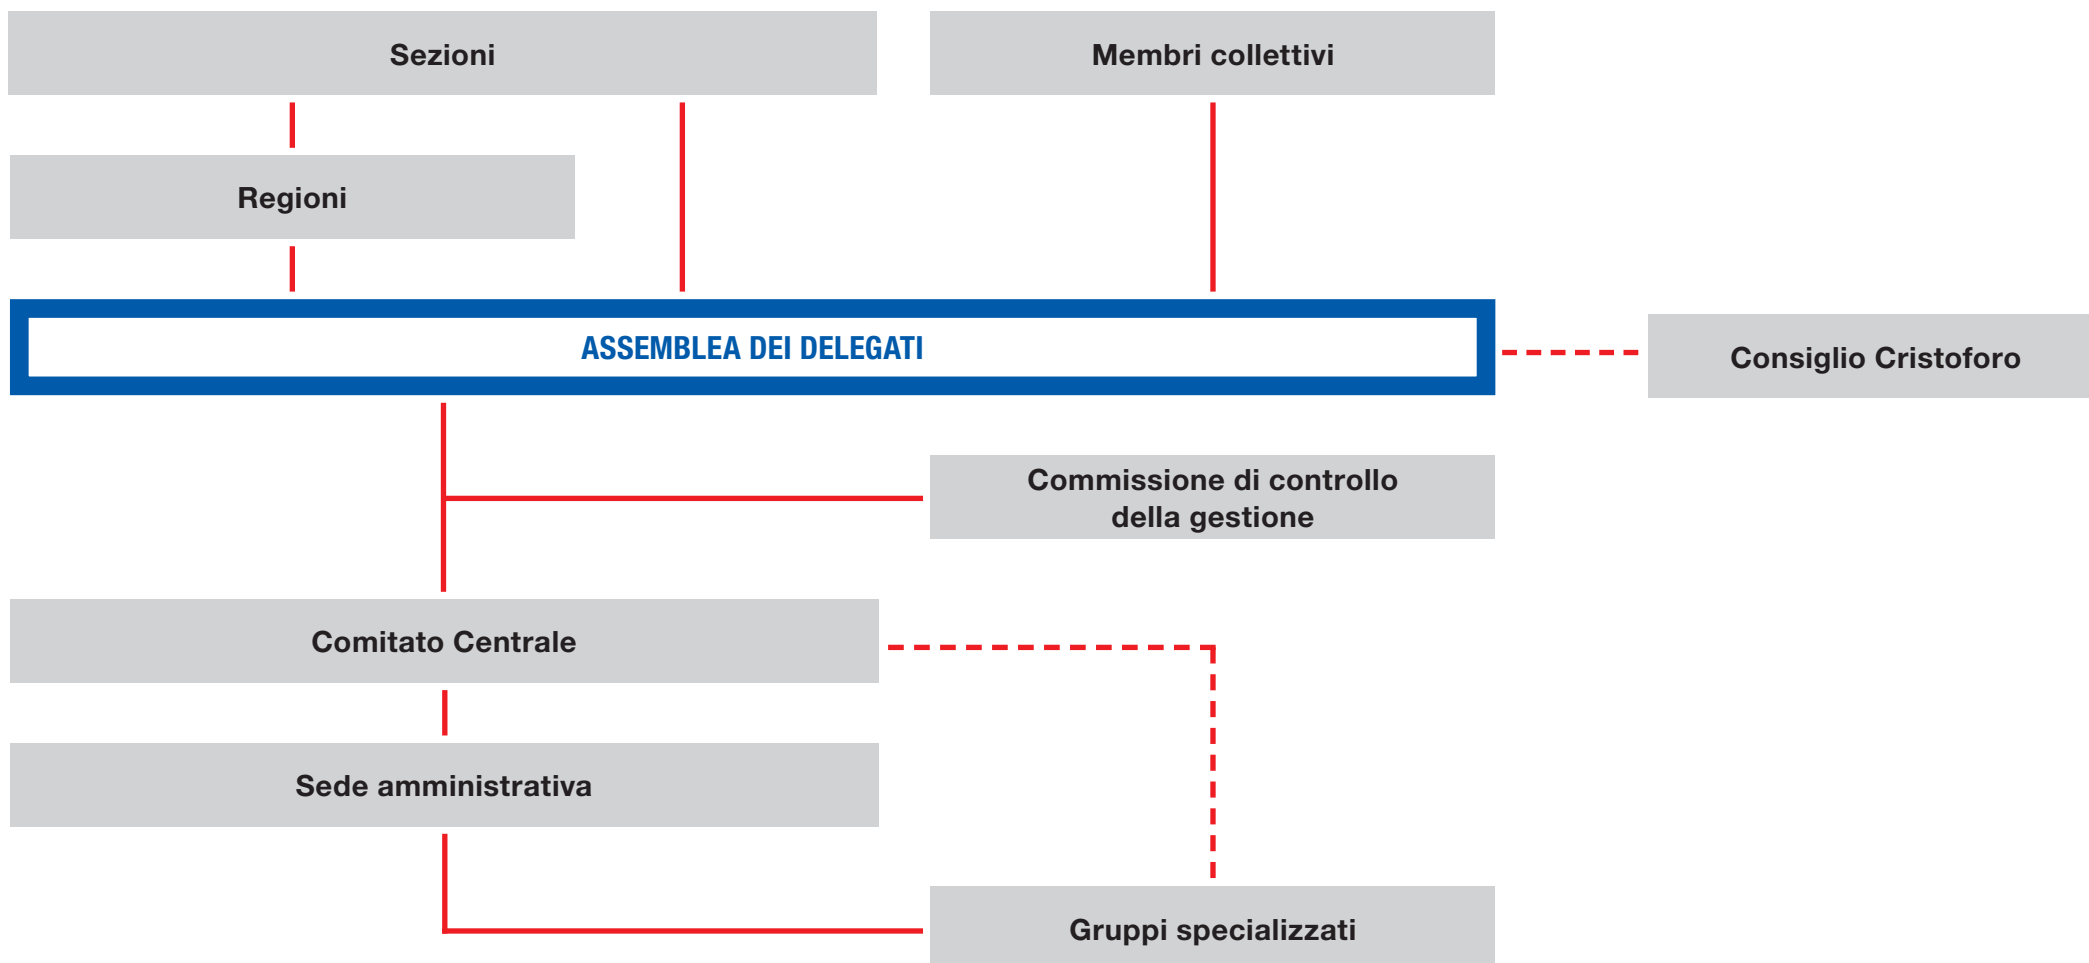 Sezioni
Membri collettivi
Regioni
ASSEMBLEA DEI DELEGATI
Consiglio Cristoforo
Commissione di controllo
della gestione
Comitato Centrale
Sede amministrativa
Gruppi specializzati